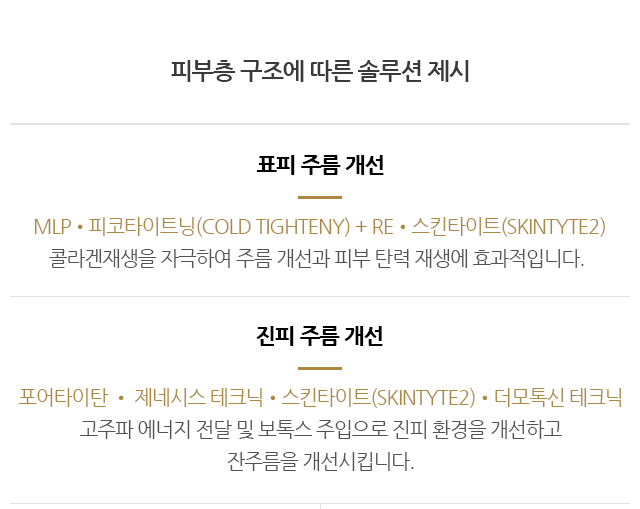 피부층 구조에 따른 솔루션 제시
표피 주름 개선
MLP • 피코타이트닝(COLD TIGHTENY) + RE • 스킨타이트(SKINTYTE2)
콜라겐재생을 자극하여 주름 개선과 피부 탄력 재생에 효과적입니다.
진피 주름 개선
포어타이탄 • 제네시스 테크닉 • 스킨타이트(SKINTYTE2) • 더모톡신 테크닉
고주파 에너지 전달 및 보톡스 주입으로 진피 환경을 개선하고
잔주름을 개선시킵니다.